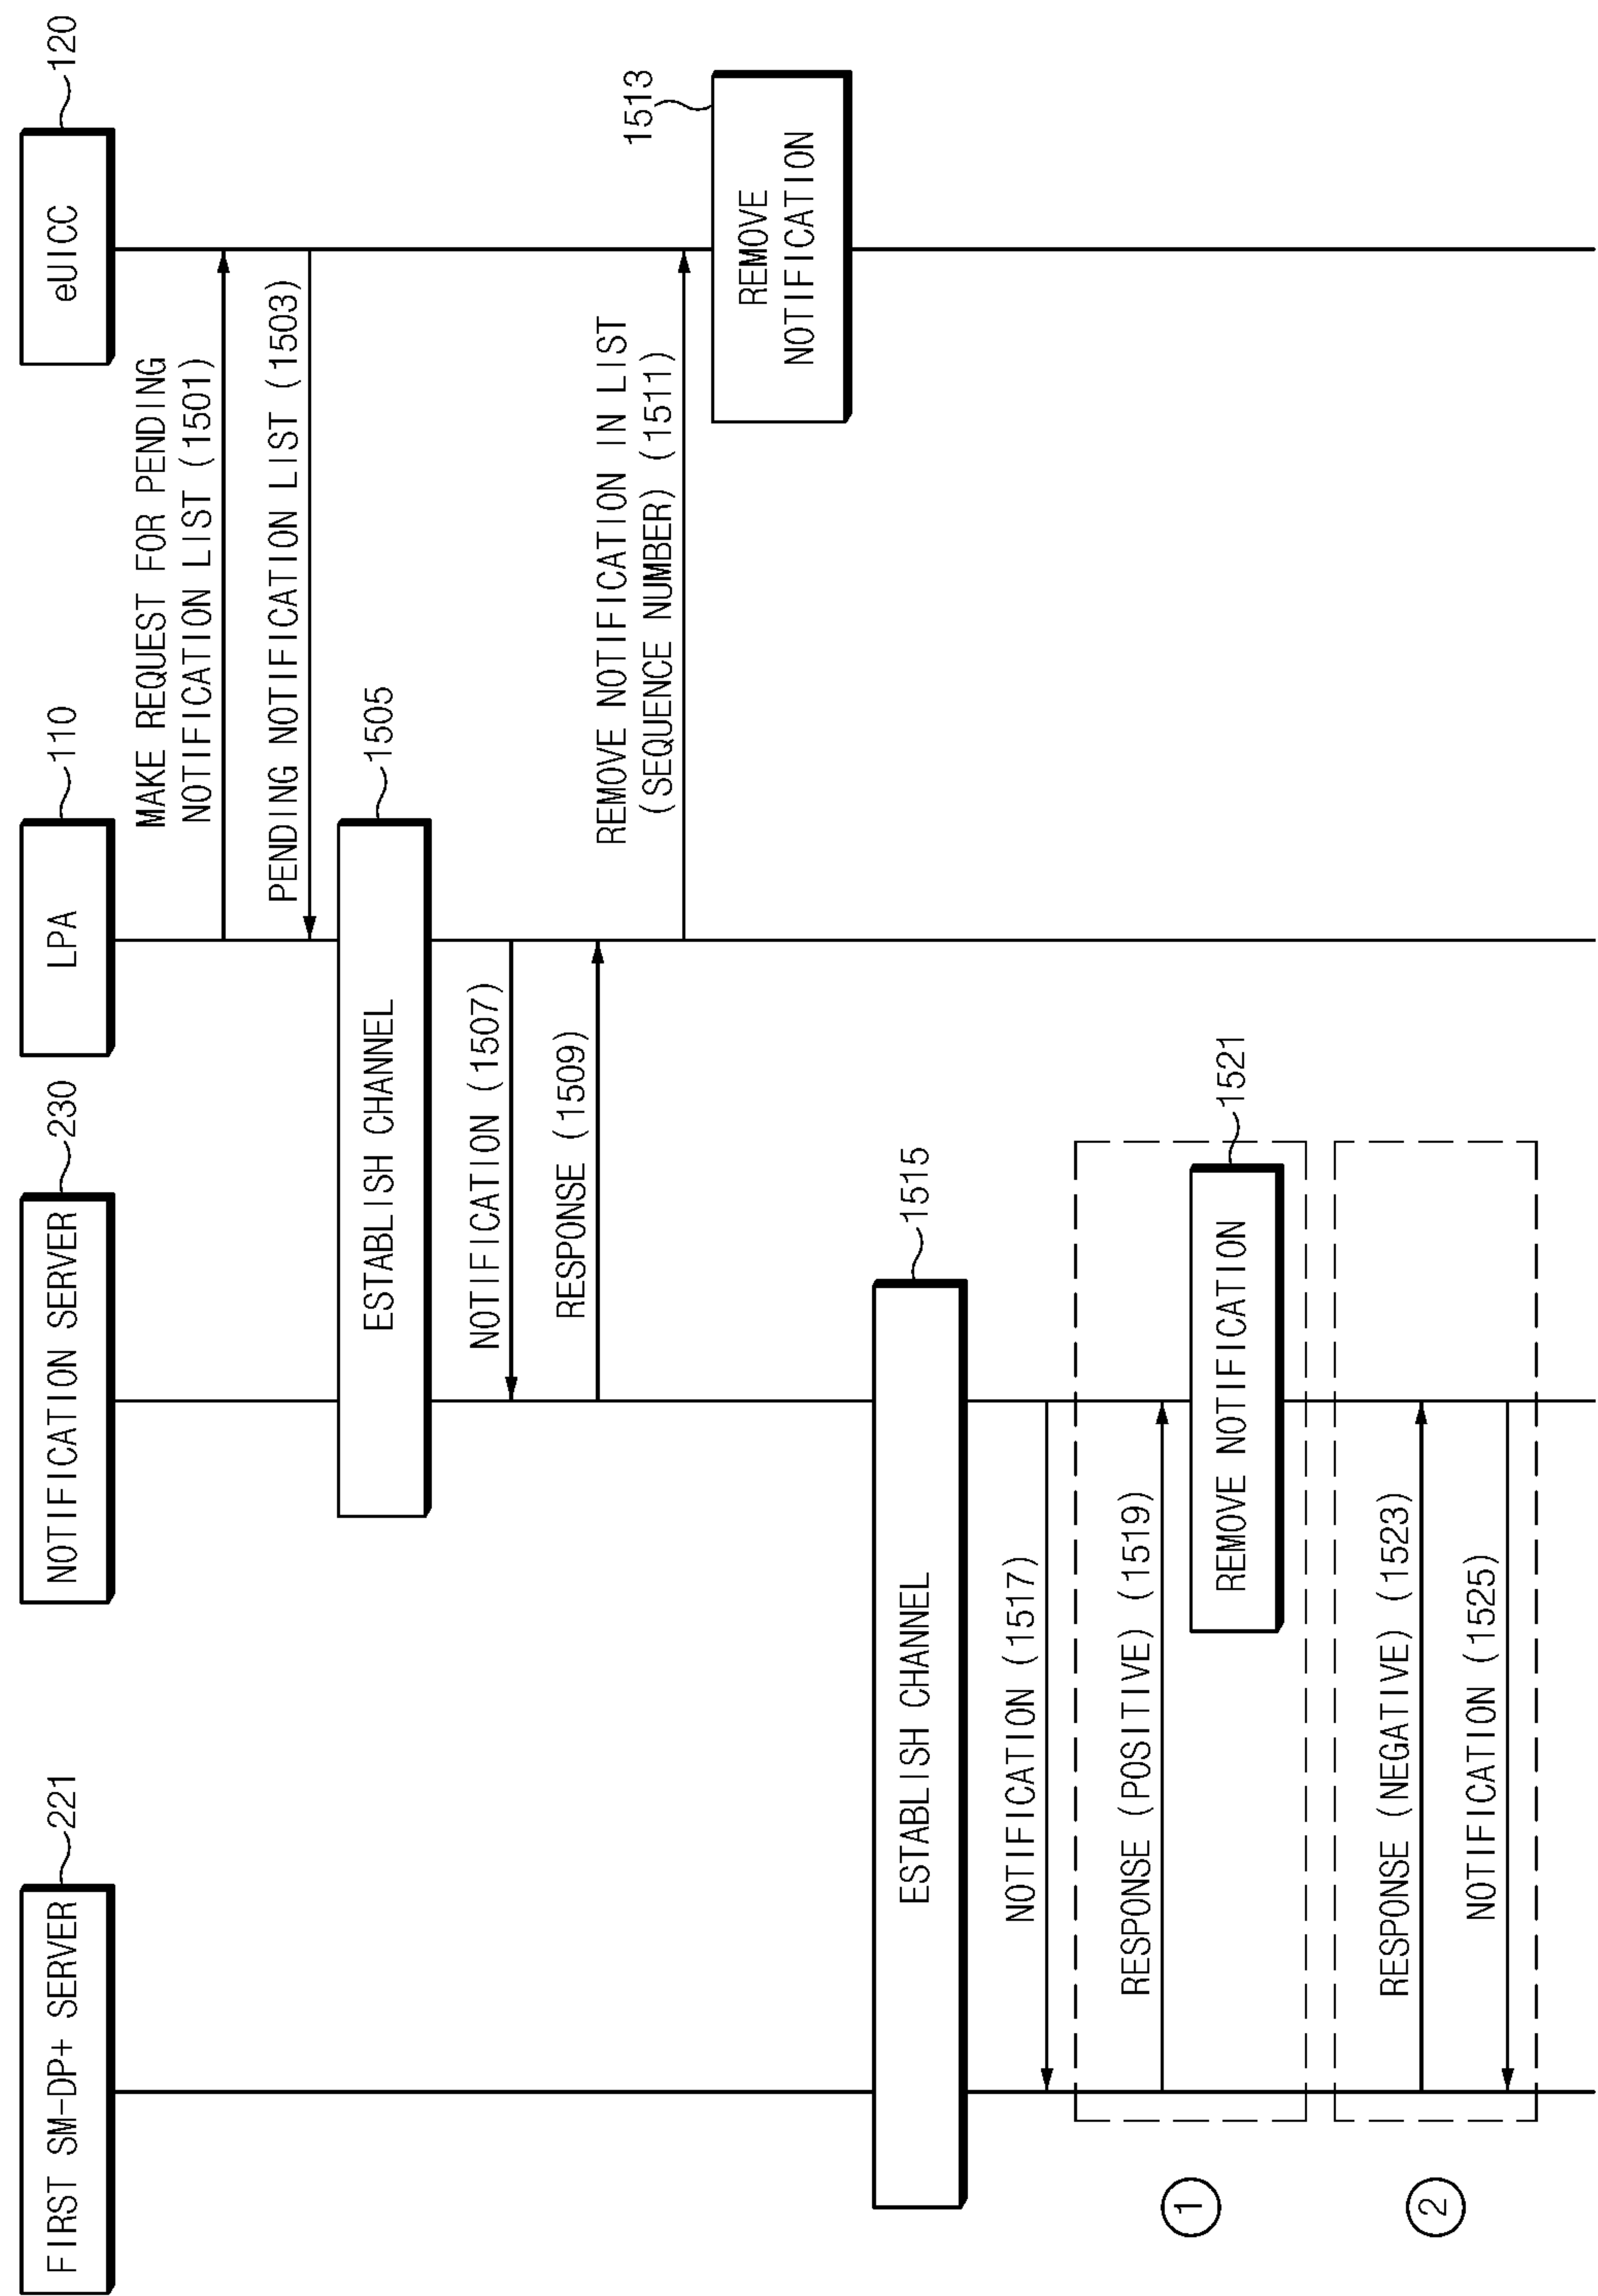 FIRST SM-DP+ SERVER
221
NOTIFICATION SERVER
230
LPA
110
eUICC
120
MAKE REQUEST FOR PENDING
NOTIFICATION LIST (1501)
PENDING NOTIFICATION LIST (1503)
ESTABLISH CHANNEL
1505
NOTIFICATION (1507)
RESPONSE (1509)
REMOVE NOTIFICATION IN LIST
(SEQUENCE NUMBER) (1511)
REMOVE
NOTIFICATION
1513
ESTABLISH CHANNEL
1515
NOTIFICATION (1517)
1
RESPONSE (POSITIVE) (1519)
REMOVE NOTIFICATION
1521
2
RESPONSE (NEGATIVE) (1523)
NOTIFICATION (1525)